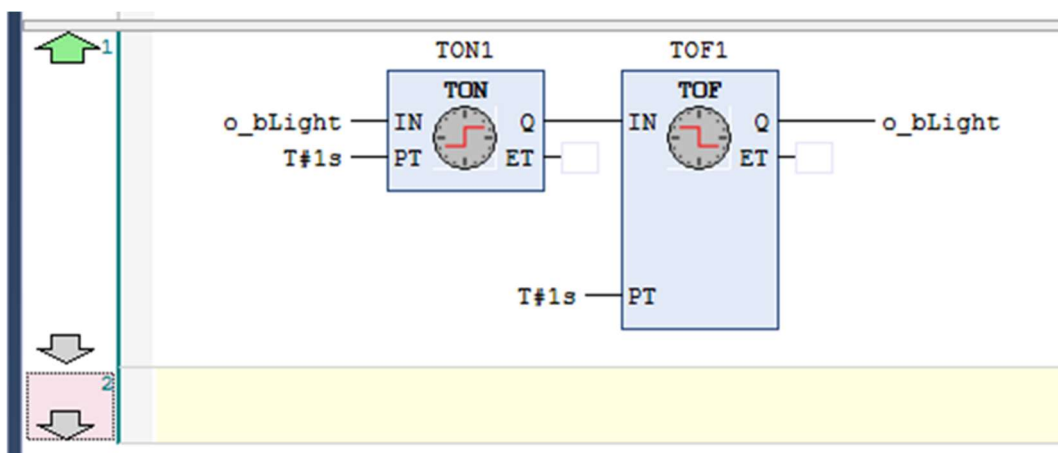 1
TON1 TOF1
TON TOF
o_bLight IN Q IN Q o_bLight
T#1s PT ET ET
T#1s PT
2